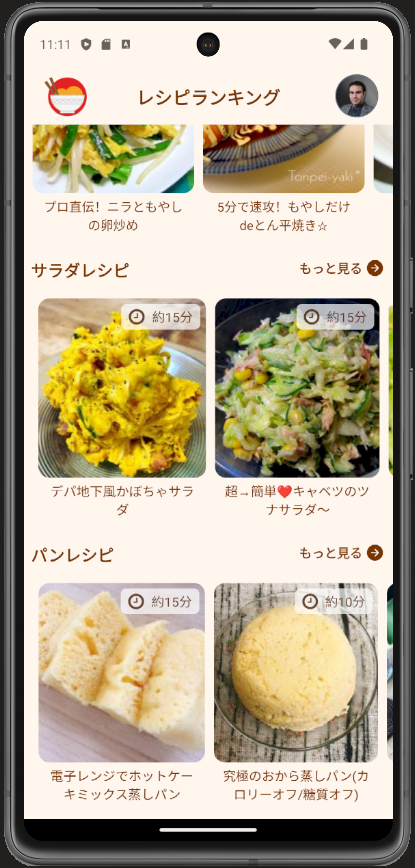 11:11
レシピランキング
Tonpei-yaki*
プロ直伝！ニラともやし
の卵炒め
5分で速攻！もやしだけ
deとん平焼き☆
サラダレシピ
もっと見る
約15分
約15分
デパ地下風かぼちゃサラ
ダ
超→簡単❤️キャベツのツ
ナサラダ〜
パンレシピ
もっと見る
約15分
約10分
電子レンジでホットケー
キミックス蒸しパン
究極のおから蒸しパン(カ
ロリーオフ/糖質オフ)